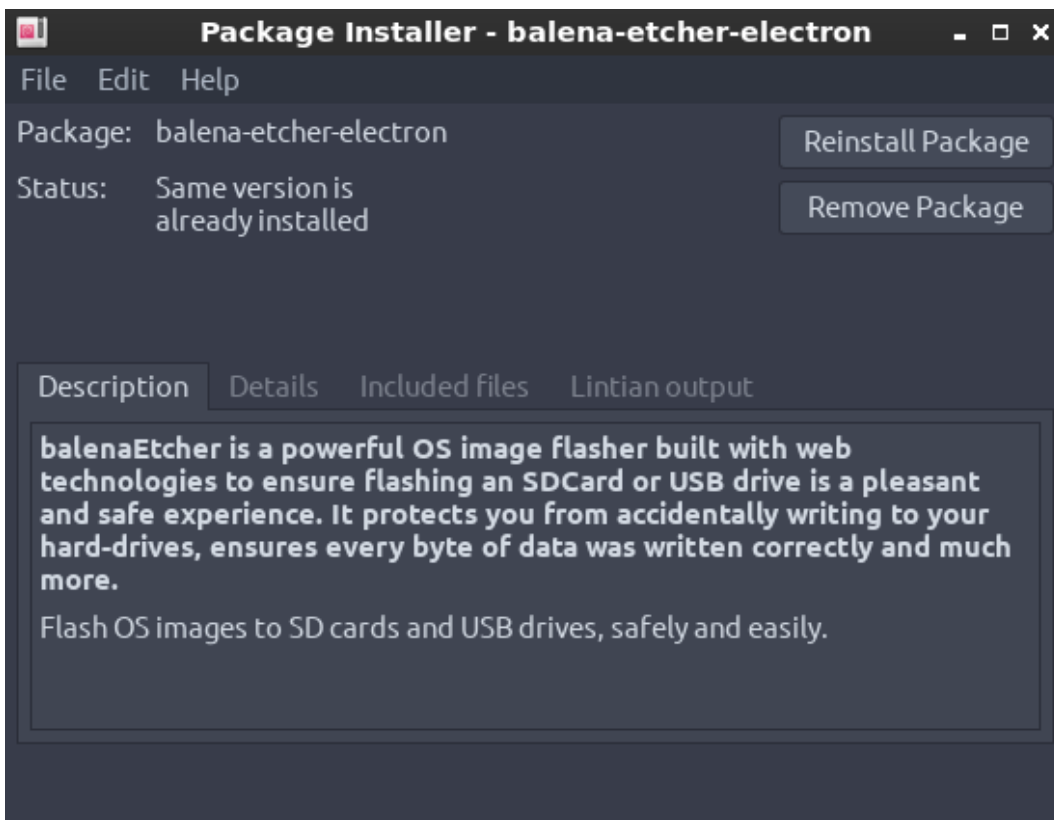 Package Installer - balena-etcher-electron
File Edit Help
Package: balena-etcher-electron
Reinstall Package
Status: Same version is
already installed
Remove Package
Description Details Included files Lintian output
balenaEtcher is a powerful OS image flasher built with web
technologies to ensure flashing an SDCard or USB drive is a pleasant
and safe experience. It protects you from accidentally writing to your
hard-drives, ensures every byte of data was written correctly and much
more.
Flash OS images to SD cards and USB drives, safely and easily.